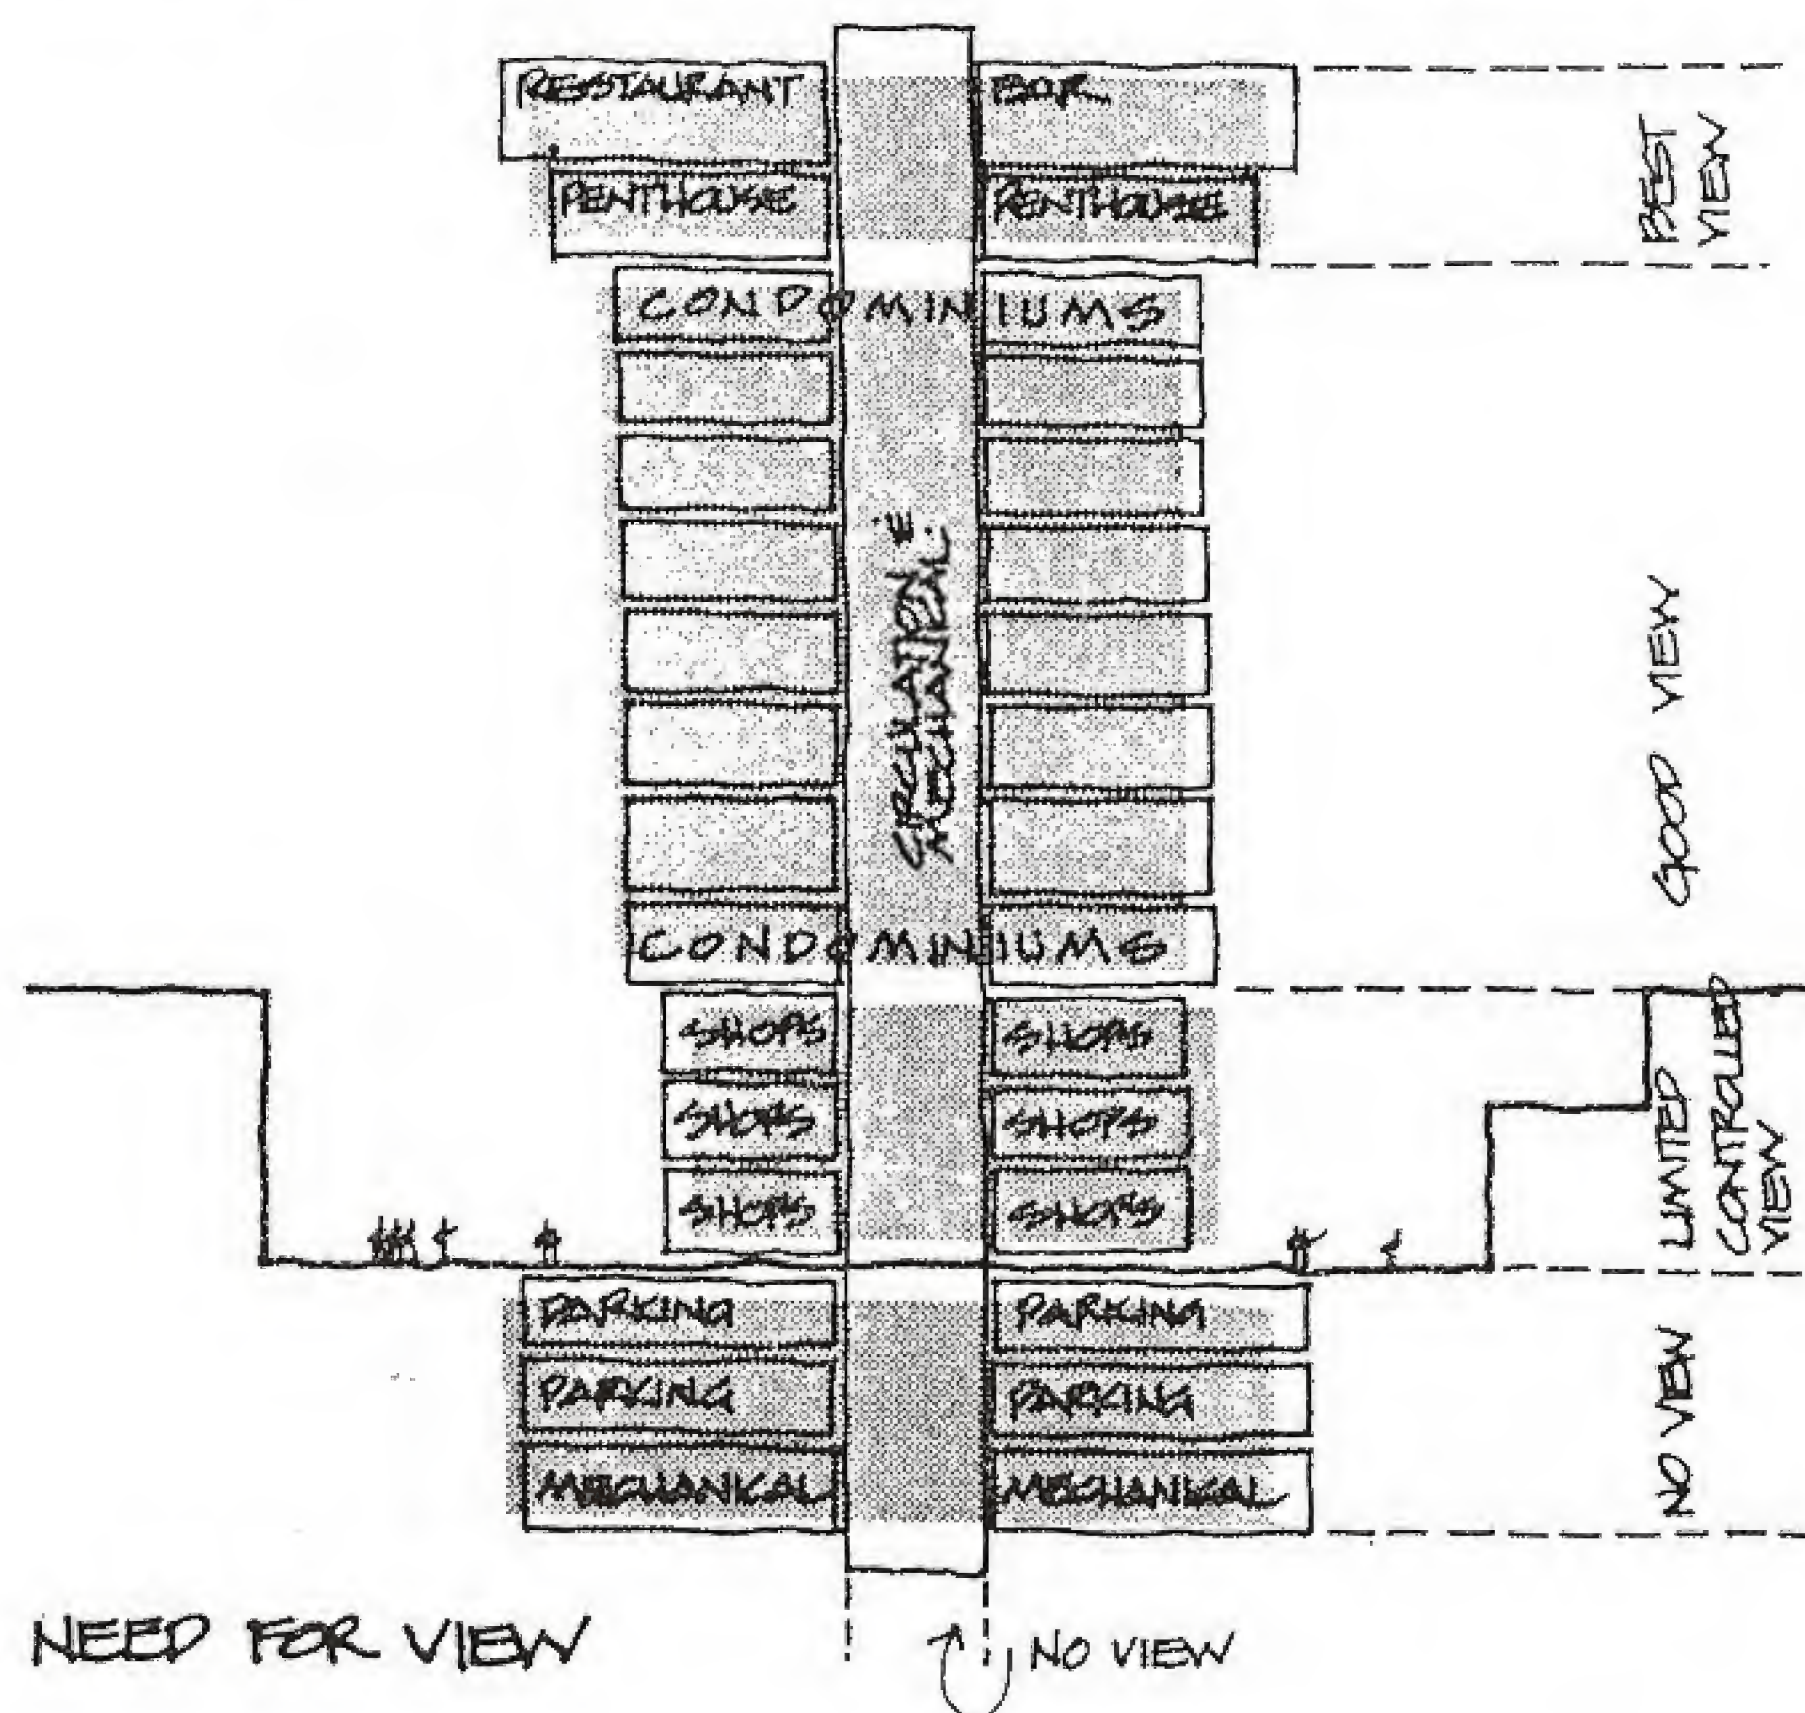 RESTAURANT
BAR
PENTHOUSE
PENTHOUSE
BEST
VIEW
CONDOMINIUMS
CIRCULATION &
MECHANICAL.
GOOD VIEW
CONDOMINIUMS
SHOPS
SHOPS
SHOPS
SHOPS
SHOPS
SHOPS
LIMITED
CONTROLLED
VIEW
PARKING
PARKING
PARKING
PARKING
MECHANICAL
MECHANICAL
NO VIEW
NEED FOR VIEW
NO VIEW